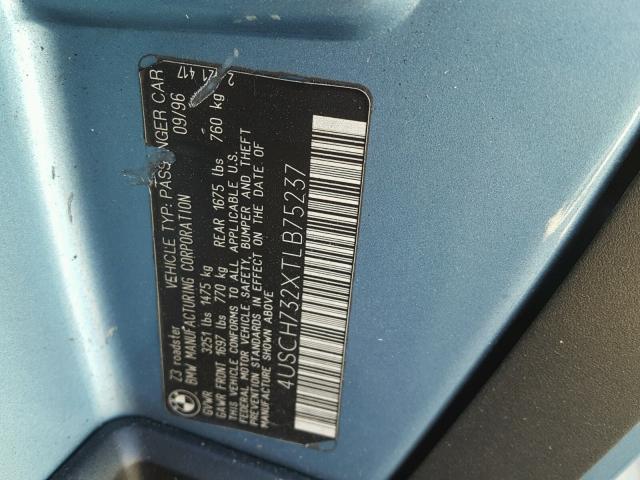 Z3 roadster VEHICLE TYP: PASSENGER CAR
BMW MANUFACTURING CORPORATION 09/96
GVWR 3251 lbs 1475 kg
GAWR FRONT 1697 lbs 770 kg REAR 1675 lbs 760 kg
THIS VEHICLE CONFORMS TO ALL APPLICABLE U.S.
FEDERAL MOTOR VEHICLE SAFETY, BUMPER AND THEFT
PREVENTION STANDARDS IN EFFECT ON THE DATE OF
MANUFACTURE SHOWN ABOVE
4USCH732XTLB75237